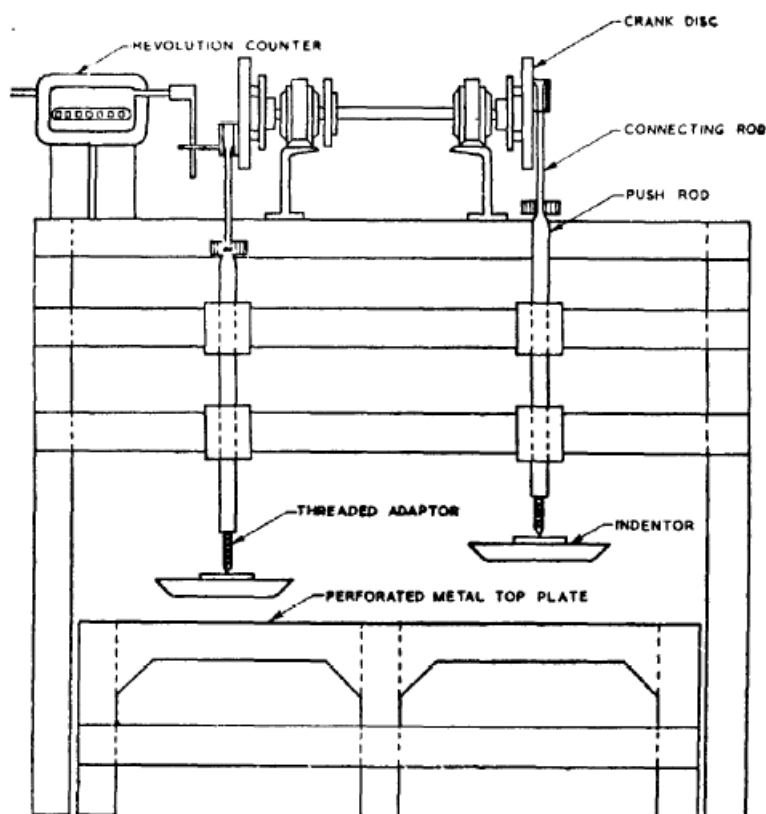 REVOLUTION COUNTER
CRANK DISC
CONNECTING ROD
PUSH ROD
THREADED ADAPTOR
INDENTOR
PERFORATED METAL TOP PLATE